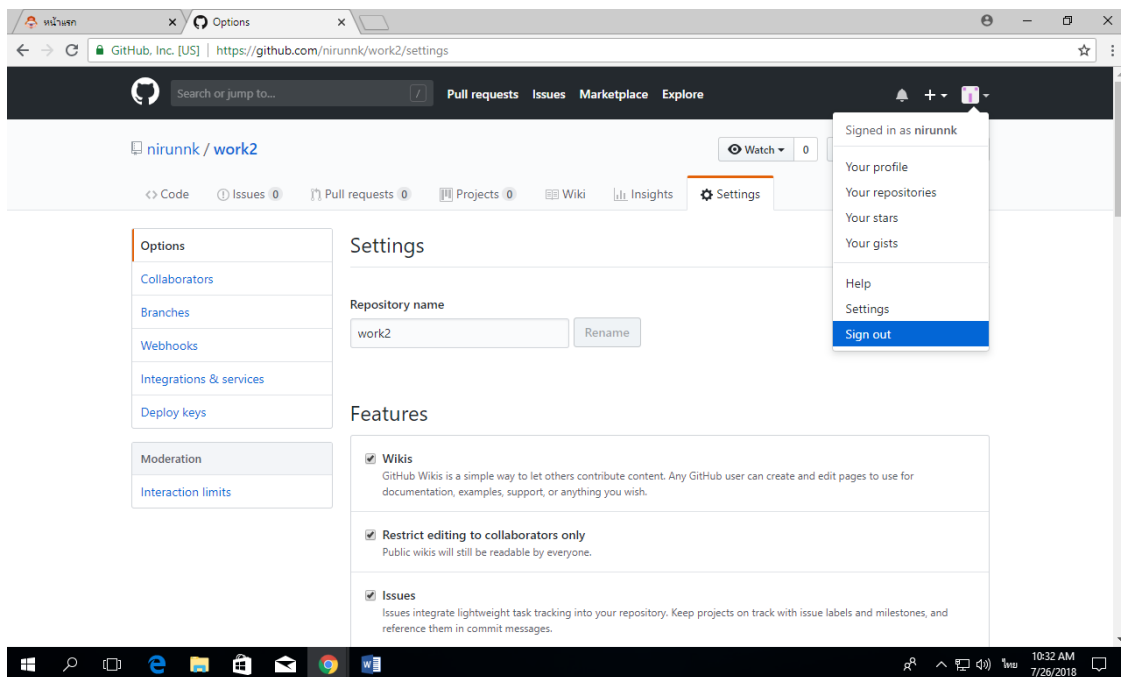 หน้าแรก
Options
GitHub, Inc. [US] | https://github.com/nirunnk/work2/settings
Search or jump to... /
Pull requests Issues Marketplace Explore
Signed in as nirunnk
Your profile
Your repositories
Your stars
Your gists
Help
Settings
Sign out
nirunnk / work2
Watch 0
<> Code Issues 0 Pull requests 0 Projects 0 Wiki Insights Settings
Options
Collaborators
Branches
Webhooks
Integrations & services
Deploy keys
Moderation
Interaction limits
Settings
Repository name
work2 Rename
Features
Wikis
GitHub Wikis is a simple way to let others contribute content. Any GitHub user can create and edit pages to use for
documentation, examples, support, or anything you wish.
Restrict editing to collaborators only
Public wikis will still be readable by everyone.
Issues
Issues integrate lightweight task tracking into your repository. Keep projects on track with issue labels and milestones, and
reference them in commit messages.
ไทย
10:32 AM
7/26/2018